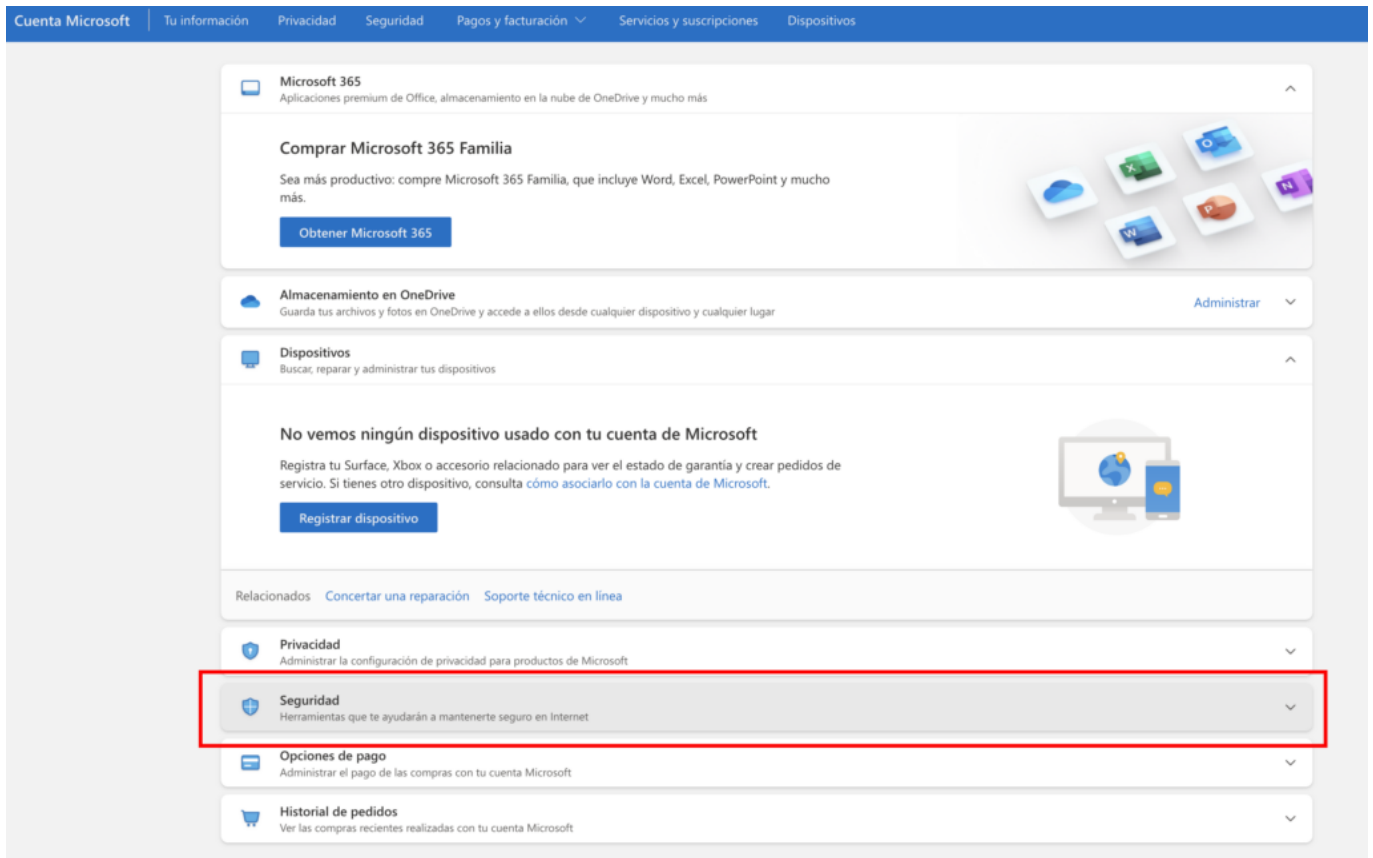 Cuenta Microsoft Tu información Privacidad Seguridad Pagos y facturación Servicios y suscripciones Dispositivos
Microsoft 365
Aplicaciones premium de Office, almacenamiento en la nube de OneDrive y mucho más
Comprar Microsoft 365 Familia
Sea más productivo: compre Microsoft 365 Familia, que incluye Word, Excel, PowerPoint y mucho
más.
Obtener Microsoft 365
Almacenamiento en OneDrive
Guarda tus archivos y fotos en OneDrive y accede a ellos desde cualquier dispositivo y cualquier lugar
Administrar
Dispositivos
Buscar, reparar y administrar tus dispositivos
No vemos ningún dispositivo usado con tu cuenta de Microsoft
Registra tu Surface, Xbox o accesorio relacionado para ver el estado de garantía y crear pedidos de
servicio. Si tienes otro dispositivo, consulta cómo asociarlo con la cuenta de Microsoft.
Registrar dispositivo
Relacionados Concertar una reparación Soporte técnico en línea
Privacidad
Administrar la configuración de privacidad para productos de Microsoft
Seguridad
Herramientas que te ayudarán a mantenerte seguro en Internet
Opciones de pago
Administrar el pago de las compras con tu cuenta Microsoft
Historial de pedidos
Ver las compras recientes realizadas con tu cuenta Microsoft